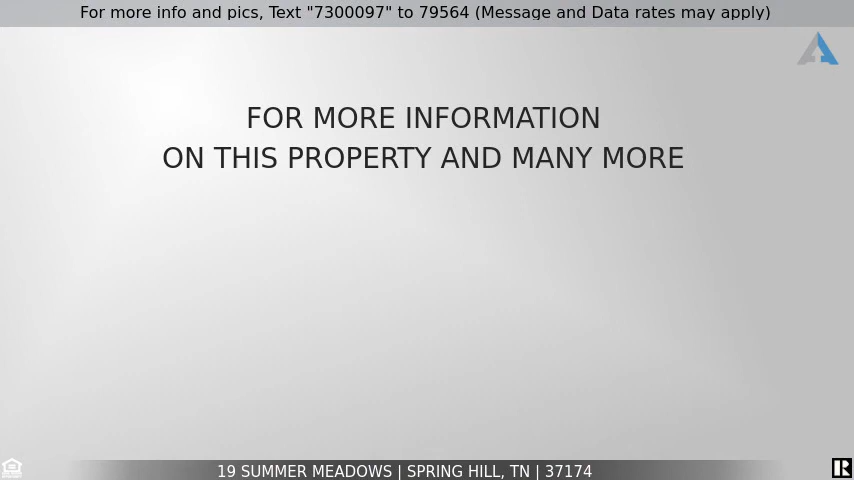 For more info and pics, Text "7300097" to 79564 (Message and Data rates may apply)
FOR MORE INFORMATION
ON THIS PROPERTY AND MANY MORE
19 SUMMER MEADOWS | SPRING HILL, TN | 37174